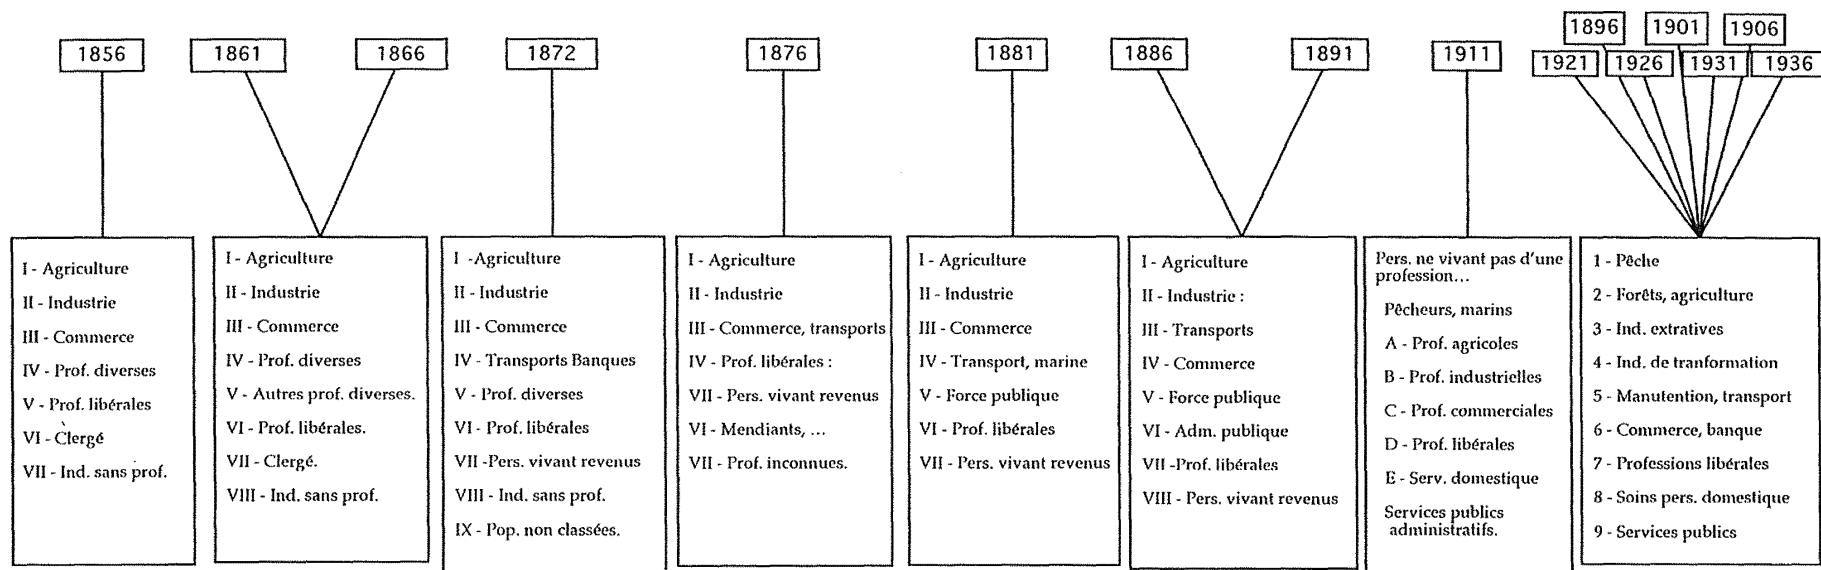 1856
1861
1866
1872
1876
1881
1886
1891
1911
1896
1901
1906
1921
1926
1931
1936
I - Agriculture
II - Industrie
III - Commerce
IV - Prof. diverses
V - Prof. libérales
VI - Clergé
VII - Ind. sans prof.
I - Agriculture
II - Industrie
III - Commerce
IV - Prof. diverses
V - Autres prof. diverses.
VI - Prof. libérales.
VII - Clergé.
VIII - Ind. sans prof.
I -Agriculture
II - Industrie
III - Commerce
IV - Transports Banques
V - Prof. diverses
VI - Prof. libérales
VII -Pers. vivant revenus
VIII - Ind. sans prof.
IX - Pop. non classées.
I - Agriculture
II - Industrie
III - Commerce, transports
IV - Prof. libérales :
VII - Pers. vivant revenus
VI - Mendiants, ...
VII - Prof. inconnues.
I - Agriculture
II - Industrie
III - Commerce
IV - Transport, marine
V - Force publique
VI - Prof. libérales
VII - Pers. vivant revenus
I - Agriculture
II - Industrie :
III - Transports
IV - Commerce
V - Force publique
VI - Adm. publique
VII -Prof. libérales
VIII - Pers. vivant revenus
Pers. ne vivant pas d'une
profession...
Pêcheurs, marins
A - Prof. agricoles
B - Prof. industrielles
C - Prof. commerciales
D - Prof. libérales
E - Serv. domestique
Services publics
administratifs.
1 - Pêche
2 - Forêts, agriculture
3 - Ind. extratives
4 - Ind. de tranformation
5 - Manutention, transport
6 - Commerce, banque
7 - Professions libérales
8 - Soins pers. domestique
9 - Services publics